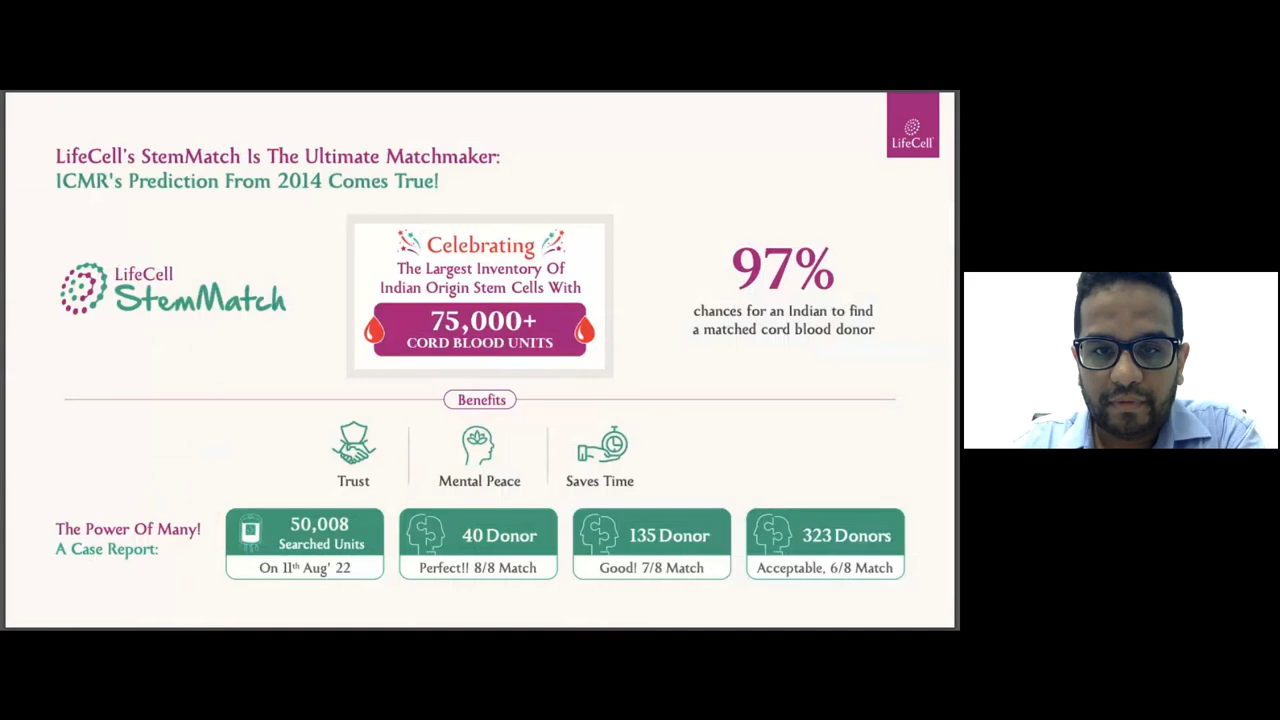 LifeCell
LifeCell's StemMatch Is The Ultimate Matchmaker:
ICMR's Prediction From 2014 Comes True!
LifeCell
StemMatch
Celebrating
The Largest Inventory Of
Indian Origin Stem Cells With
75,000+
CORD BLOOD UNITS
97%
chances for an Indian to find
a matched cord blood donor
Benefits
Trust
Mental Peace
Saves Time
The Power Of Many!
A Case Report:
50,008
Searched Units
On 11th Aug' 22
40 Donor
Perfect!! 8/8 Match
135 Donor
Good! 7/8 Match
323 Donors
Acceptable, 6/8 Match